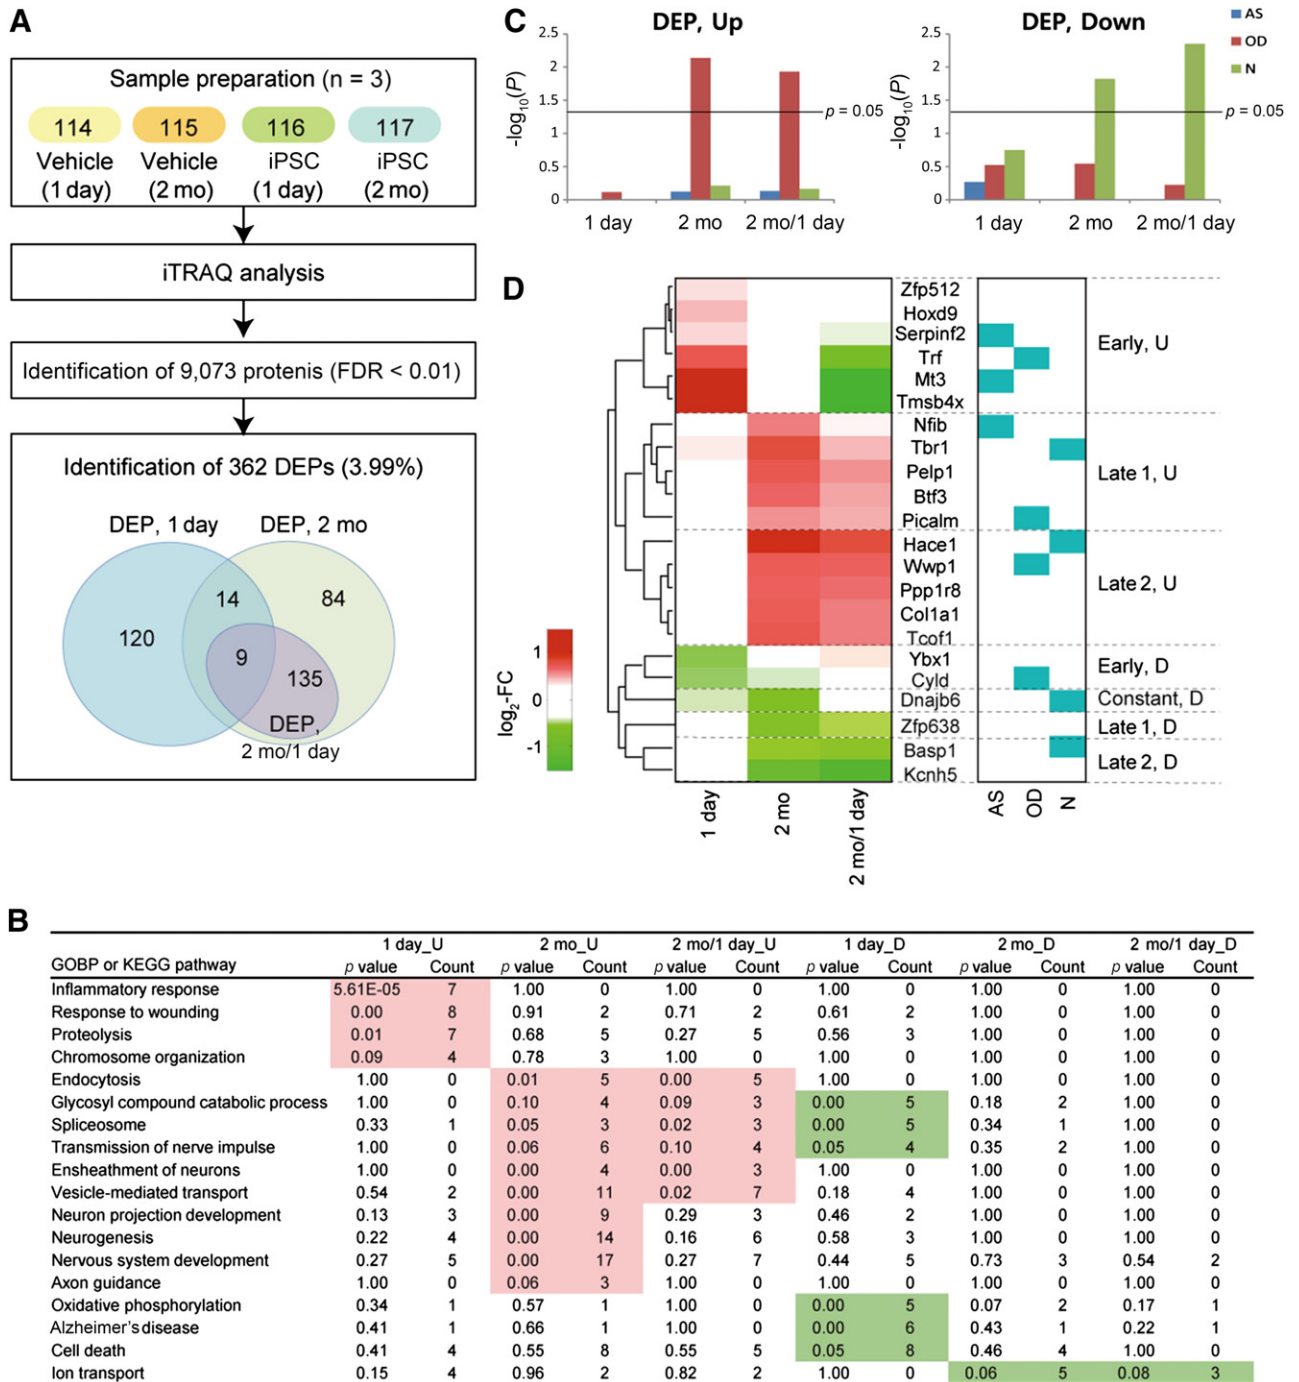 A
Sample preparation (n = 3)
114 115 116 117
Vehicle Vehicle iPSC iPSC
(1 day) (2 mo) (1 day) (2 mo)
iTRAQ analysis
Identification of 9,073 protenis (FDR < 0.01)
Identification of 362 DEPs (3.99%)
DEP, 1 day DEP, 2 mo
14 84
120
9
135
DEP,
2 mo/1 day
C
DEP, Up
-log10(P)
2.5
2
1.5
1
0.5
0
p = 0.05
1 day 2 mo 2 mo/1 day
DEP, Down
-log10(P)
2.5
2
1.5
1
0.5
0
p = 0.05
1 day 2 mo 2 mo/1 day
AS
OD
N
D
log2-FC
1
0
-1
Zfp512
Hoxd9
Serpinf2
Trf
Mt3
Tmsb4x
Early, U
Nfib
Tbr1
Pelp1
Btf3
Picalm
Late 1, U
Hace1
Wwp1
Ppp1r8
Col1a1
Tcof1
Late 2, U
Ybx1
Cyld
Early, D
Dnajb6
Constant, D
Zfp638
Late 1, D
Basp1
Kcnh5
Late 2, D
1 day
2 mo
2 mo/1 day
AS
OD
N
B
1 day_U 2 mo_U 2 mo/1 day_U 1 day_D 2 mo_D 2 mo/1 day_D
GOBP or KEGG pathway p value Count p value Count p value Count p value Count p value Count p value Count
Inflammatory response 5.61E-05 7 1.00 0 1.00 0 1.00 0 1.00 0 1.00 0
Response to wounding 0.00 8 0.91 2 0.71 2 0.61 2 1.00 0 1.00 0
Proteolysis 0.01 7 0.68 5 0.27 5 0.56 3 1.00 0 1.00 0
Chromosome organization 0.09 4 0.78 3 1.00 0 1.00 0 1.00 0 1.00 0
Endocytosis 1.00 0 0.01 5 0.00 5 1.00 0 1.00 0 1.00 0
Glycosyl compound catabolic process 1.00 0 0.10 4 0.09 3 0.00 5 0.18 2 1.00 0
Spliceosome 0.33 1 0.05 3 0.02 3 0.00 5 0.34 1 1.00 0
Transmission of nerve impulse 1.00 0 0.06 6 0.10 4 0.05 4 0.35 2 1.00 0
Ensheathment of neurons 1.00 0 0.00 4 0.00 3 1.00 0 1.00 0 1.00 0
Vesicle-mediated transport 0.54 2 0.00 11 0.02 7 0.18 4 1.00 0 1.00 0
Neuron projection development 0.13 3 0.00 9 0.29 3 0.46 2 1.00 0 1.00 0
Neurogenesis 0.22 4 0.00 14 0.16 6 0.58 3 1.00 0 1.00 0
Nervous system development 0.27 5 0.00 17 0.27 7 0.44 5 0.73 3 0.54 2
Axon guidance 1.00 0 0.06 3 1.00 0 1.00 0 1.00 0 1.00 0
Oxidative phosphorylation 0.34 1 0.57 1 1.00 0 0.00 5 0.07 2 0.17 1
Alzheimer's disease 0.41 1 0.66 1 1.00 0 0.00 6 0.43 1 0.22 1
Cell death 0.41 4 0.55 8 0.55 5 0.05 8 0.46 4 1.00 0
Ion transport 0.15 4 0.96 2 0.82 2 1.00 0 0.06 5 0.08 3